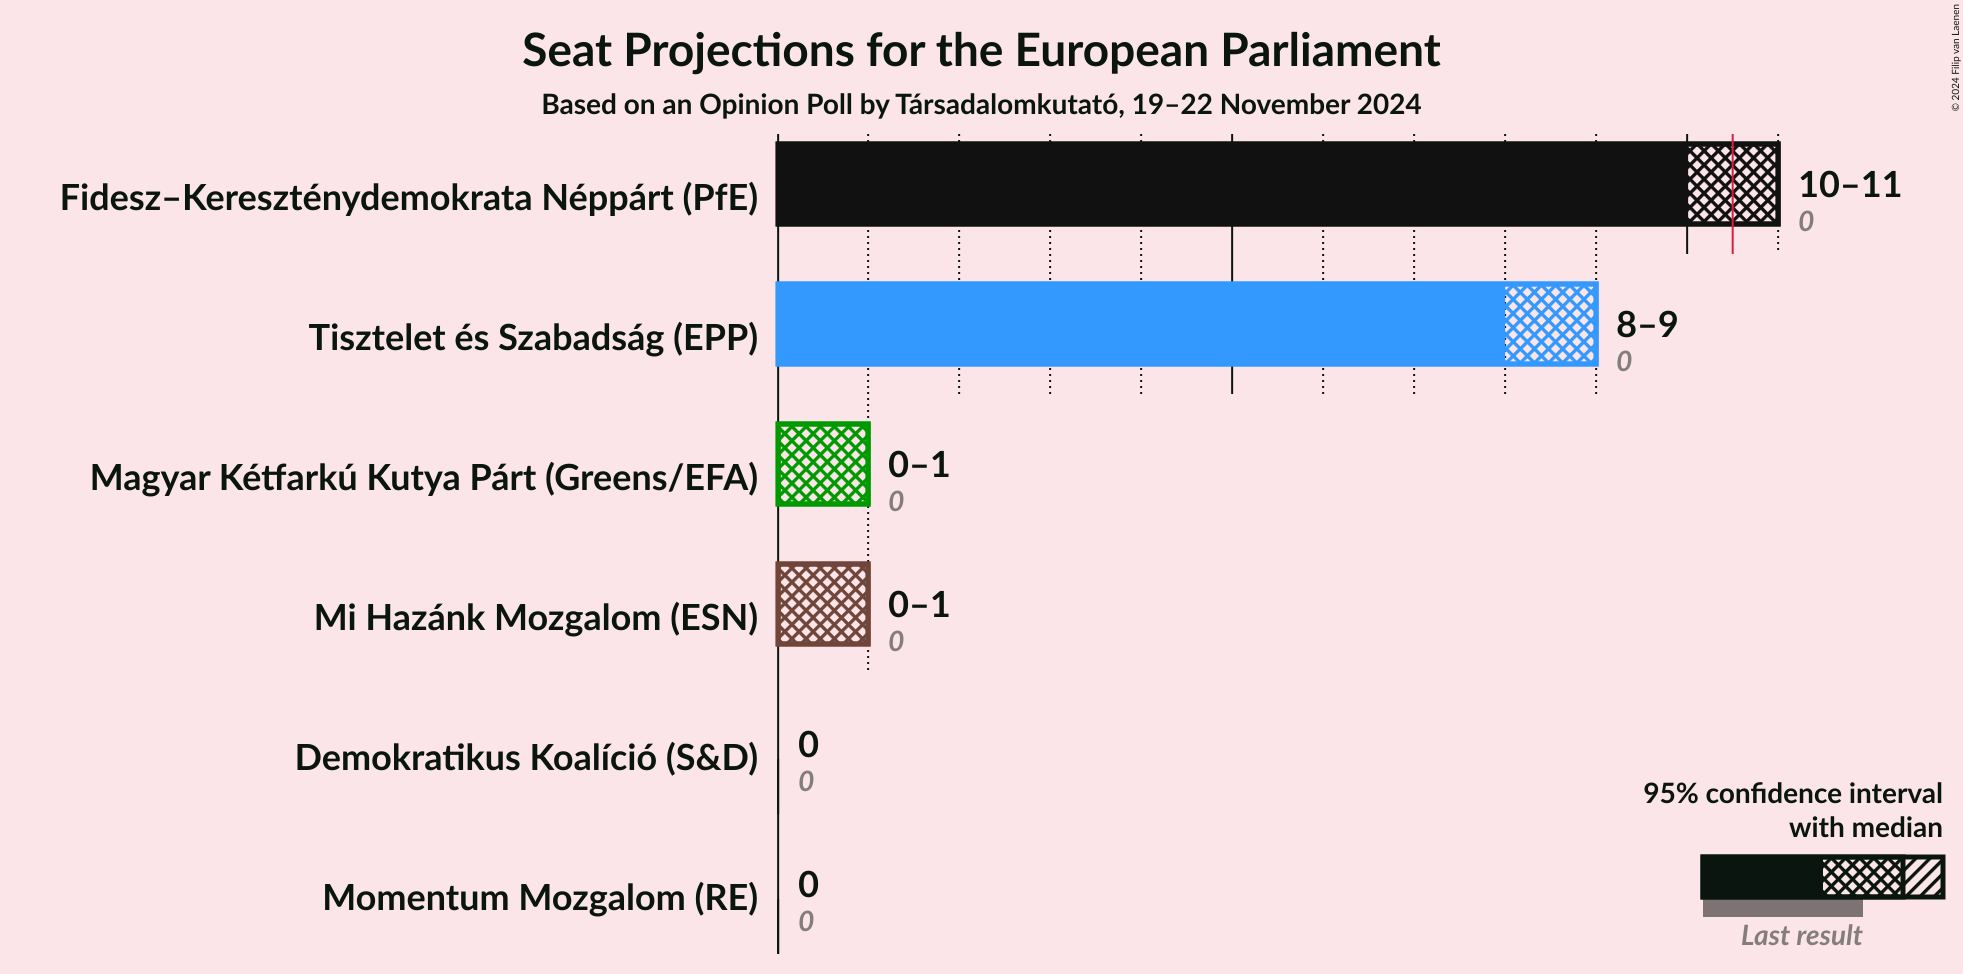 Seat Projections for the European Parliament
Based on an Opinion Poll by Társadalomkutató, 19–22 November 2024
© 2024 Filip van Laenen
Fidesz–Kereszténydemokrata Néppárt (PfE)
10–11
0
Tisztelet és Szabadság (EPP)
8–9
0
Magyar Kétfarkú Kutya Párt (Greens/EFA)
0–1
0
Mi Hazánk Mozgalom (ESN)
0–1
0
Demokratikus Koalíció (S&D)
0
0
Momentum Mozgalom (RE)
0
0
95% confidence interval
with median
Last result